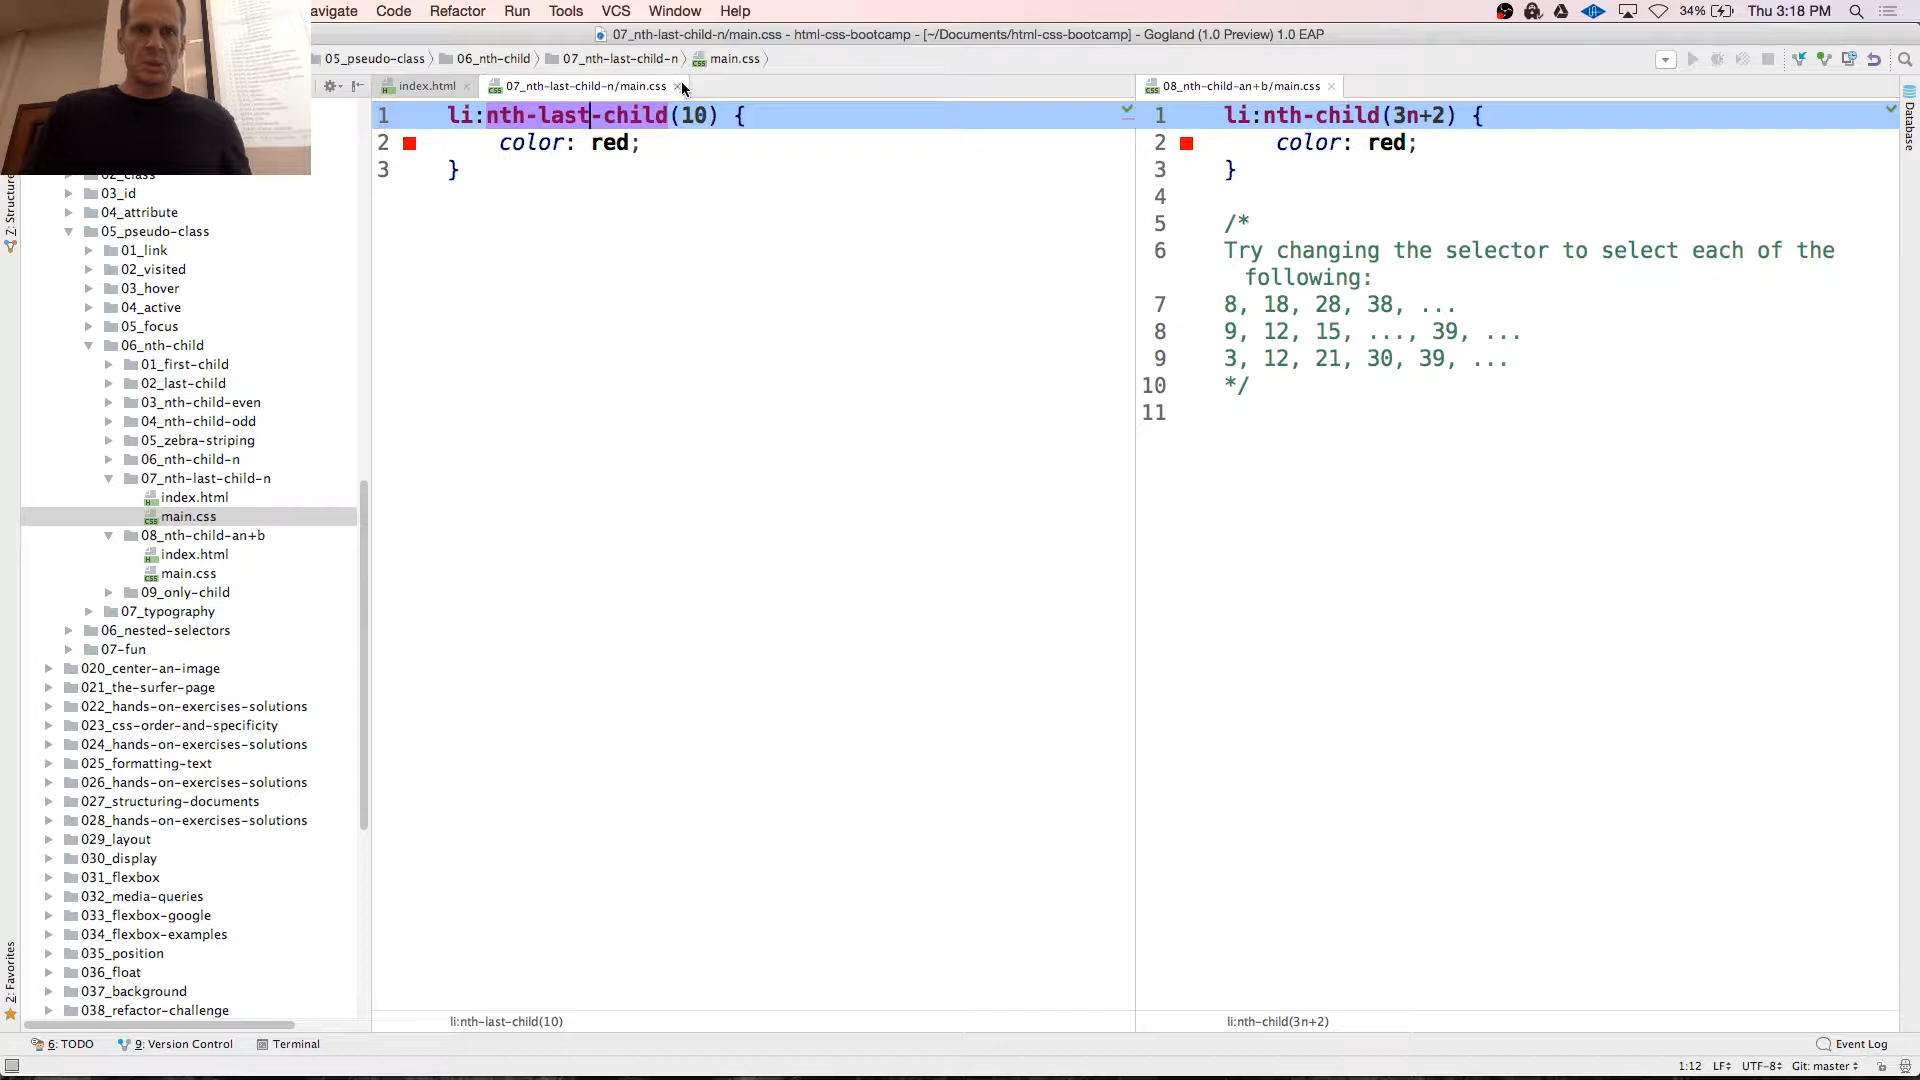 avigate Code Refactor Run Tools VCS Window Help 34% Thu 3:18 PM
07_nth-last-child-n/main.css - html-css-bootcamp - [~/Documents/html-css-bootcamp] - Gogland (1.0 Preview) 1.0 EAP
05_pseudo-class 06_nth-child 07_nth-last-child-n main.css
index.html 07_nth-last-child-n/main.css 08_nth-child-an+b/main.css
1 li:nth-last-child(10) {
2 color: red;
3 }
1 li:nth-child(3n+2) {
2 color: red;
3 }
4
5 /*
6 Try changing the selector to select each of the
following:
7 8, 18, 28, 38, ...
8 9, 12, 15, ..., 39, ...
9 3, 12, 21, 30, 39, ...
10 */
11
Database
Z: Structure
02_class
03_id
04_attribute
05_pseudo-class
01_link
02_visited
03_hover
04_active
05_focus
06_nth-child
01_first-child
02_last-child
03_nth-child-even
04_nth-child-odd
05_zebra-striping
06_nth-child-n
07_nth-last-child-n
index.html
main.css
08_nth-child-an+b
index.html
main.css
09_only-child
07_typography
06_nested-selectors
07-fun
020_center-an-image
021_the-surfer-page
022_hands-on-exercises-solutions
023_css-order-and-specificity
024_hands-on-exercises-solutions
025_formatting-text
026_hands-on-exercises-solutions
027_structuring-documents
028_hands-on-exercises-solutions
029_layout
030_display
031_flexbox
032_media-queries
033_flexbox-google
034_flexbox-examples
035_position
036_float
037_background
038_refactor-challenge
2: Favorites
li:nth-last-child(10) li:nth-child(3n+2)
6: TODO 9: Version Control Terminal Event Log
1:12 LF UTF-8 Git: master